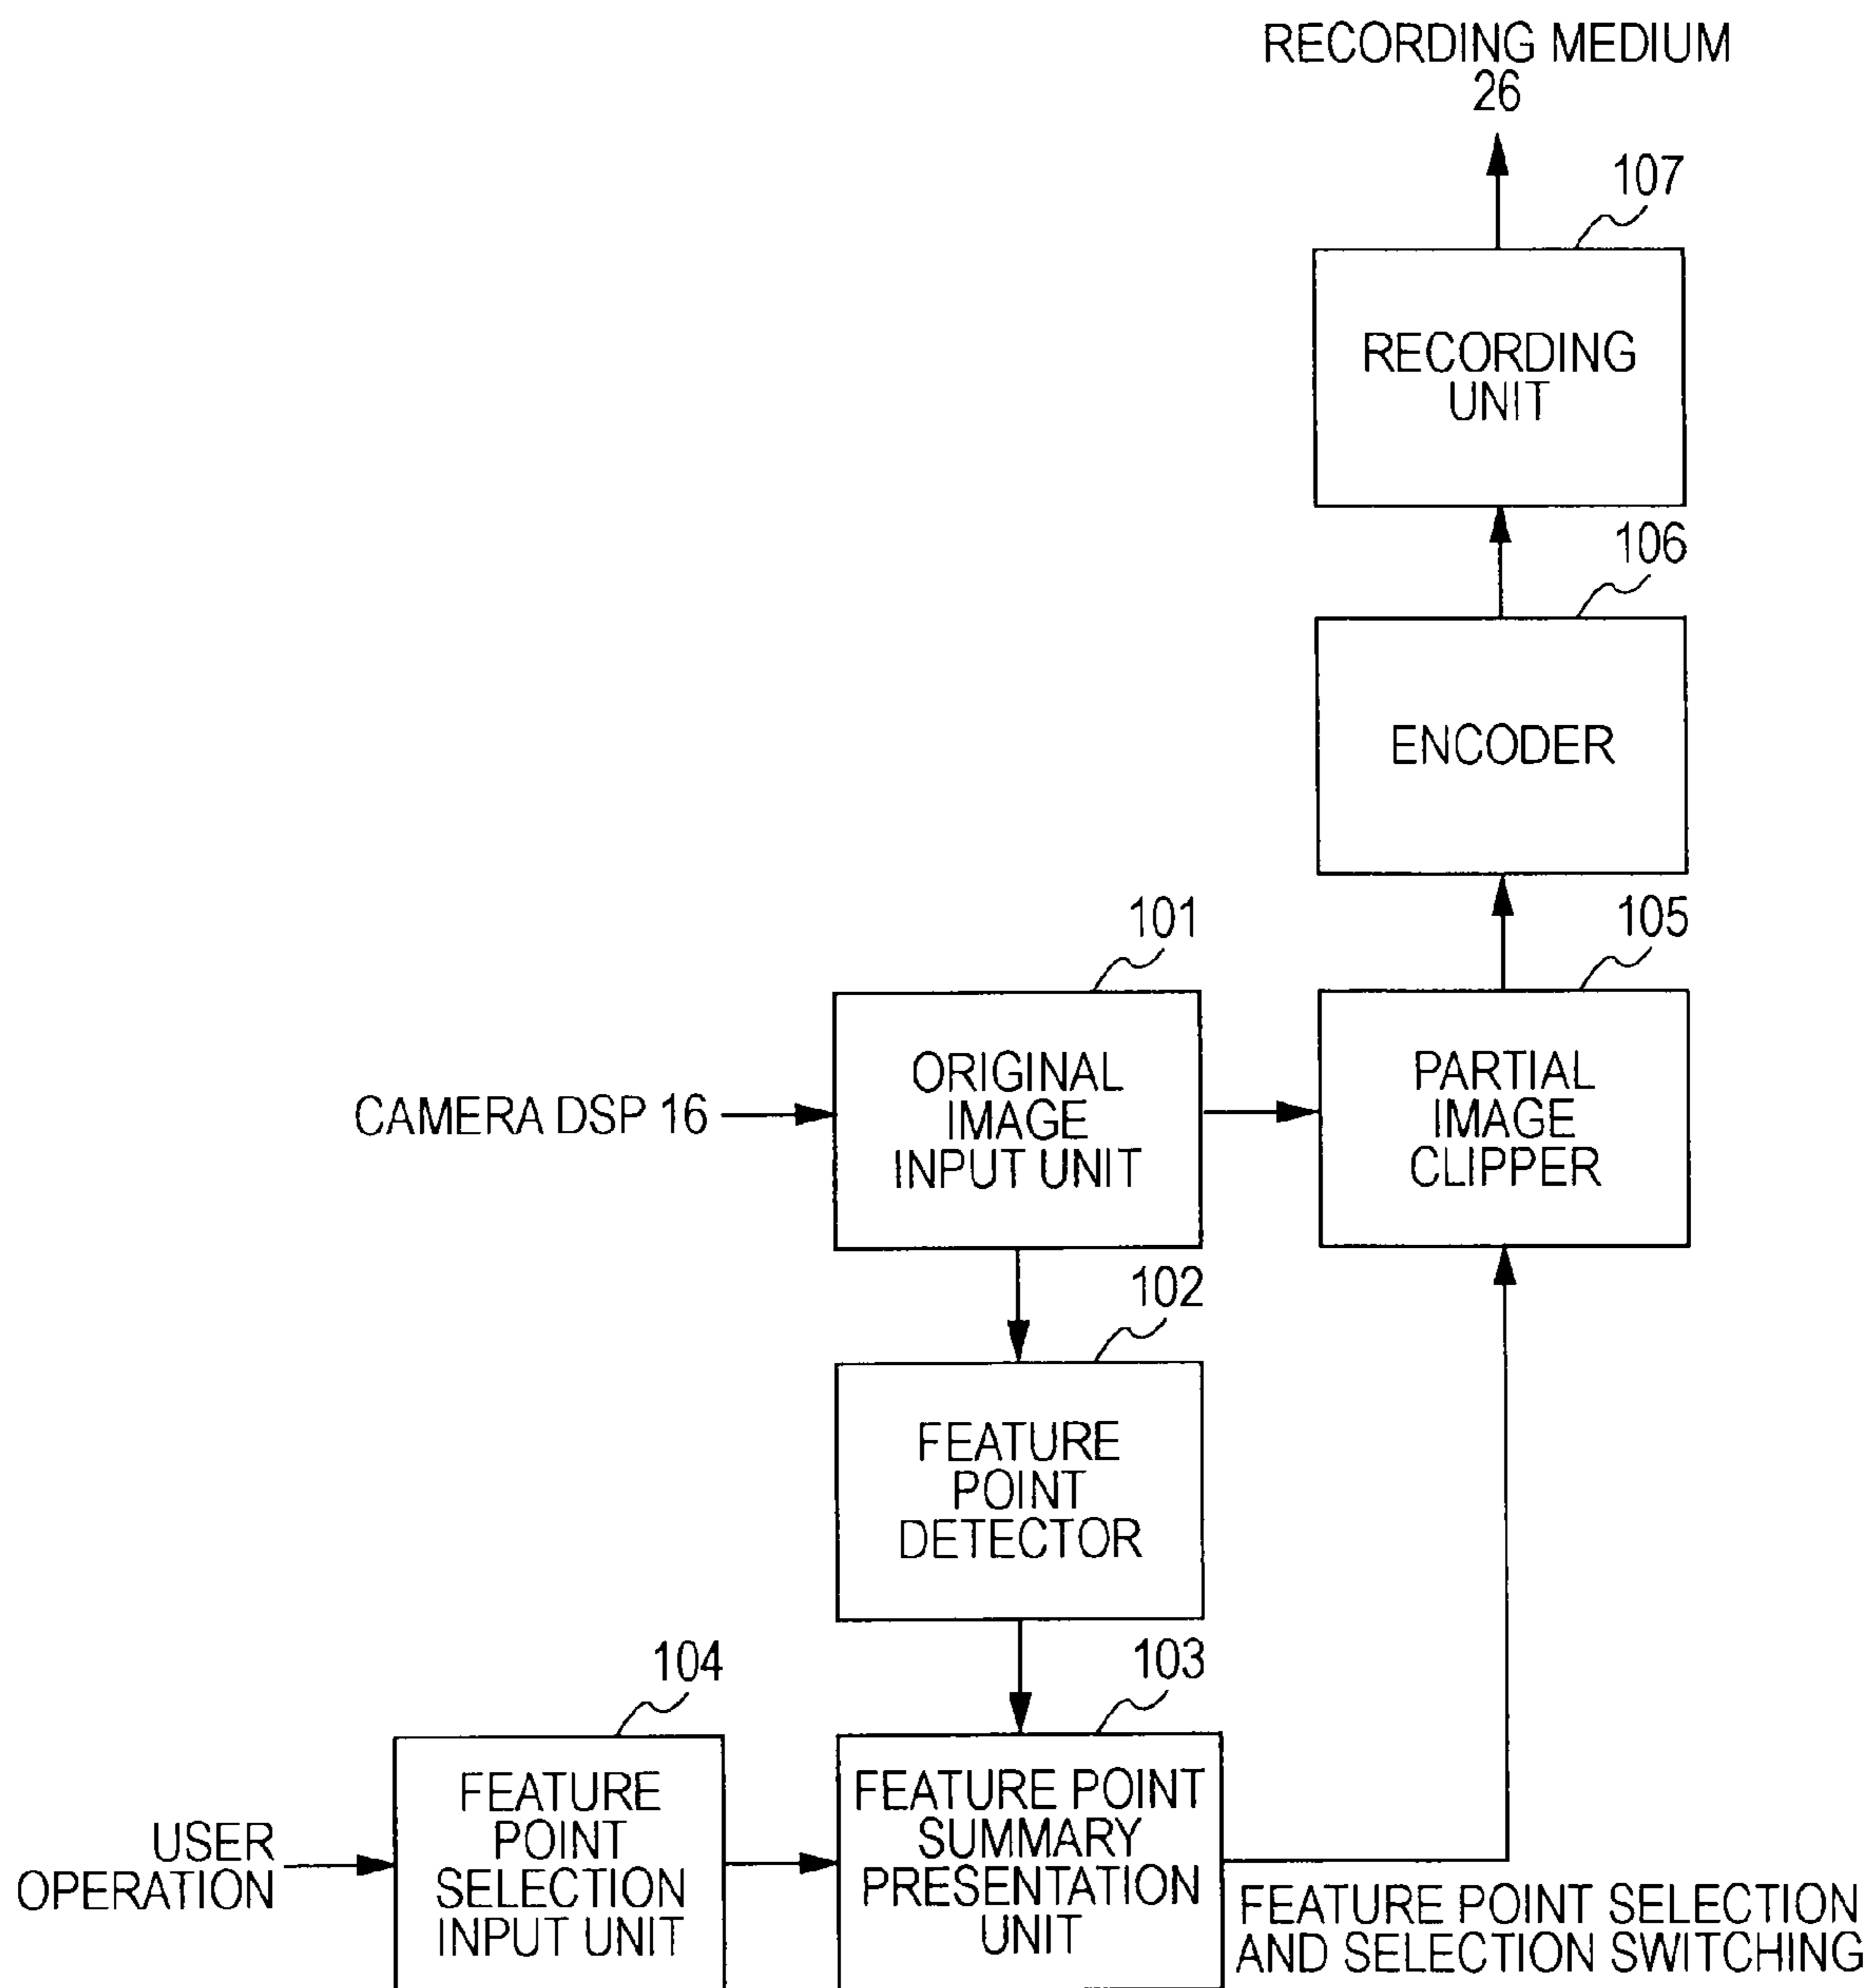 RECORDING MEDIUM
26
107
RECORDING
UNIT
106
ENCODER
101
105
CAMERA DSP 16
ORIGINAL
IMAGE
INPUT UNIT
PARTIAL
IMAGE
CLIPPER
102
FEATURE
POINT
DETECTOR
104
103
USER
OPERATION
FEATURE
POINT
SELECTION
INPUT UNIT
FEATURE POINT
SUMMARY
PRESENTATION
UNIT
FEATURE POINT SELECTION
AND SELECTION SWITCHING